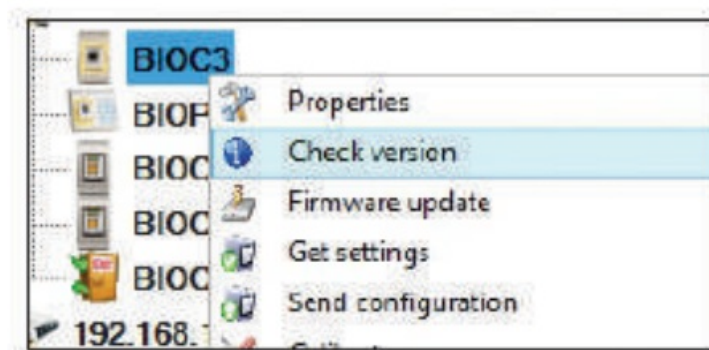 BIOC3
Properties
BIOP
Check version
BIOC
Firmware update
BIOC
Get settings
BIOC
Send configuration
192.168.